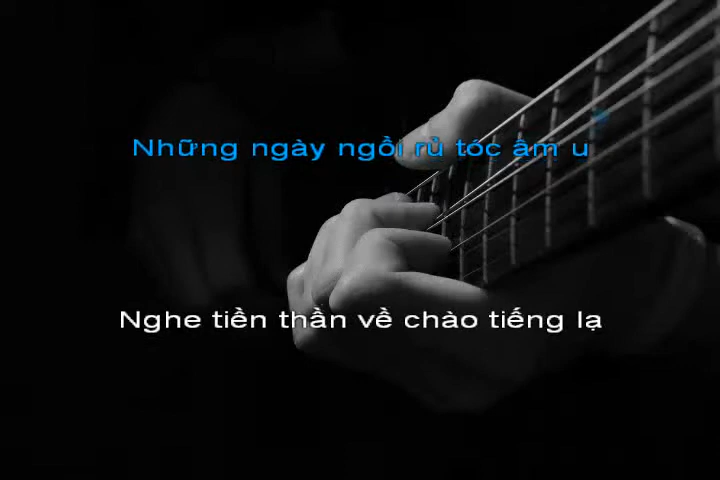 Những ngày ngồi rủ tóc âm u
Nghe tiền thần về chào tiếng lạ